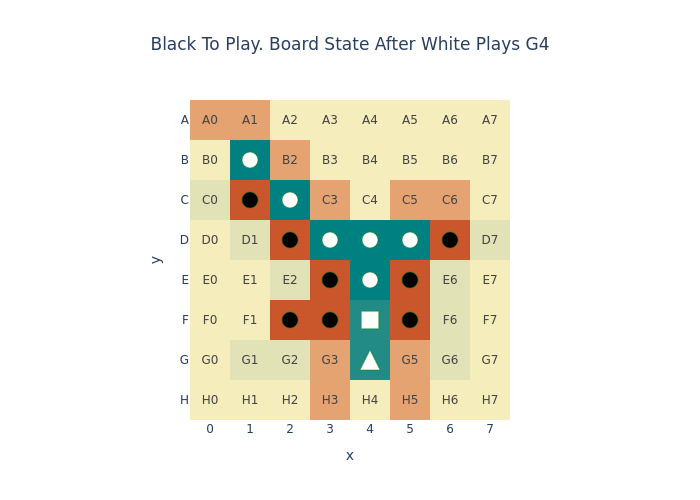 Black To Play. Board State After White Plays G4
A A0 A1 A2 A3 A4 A5 A6 A7
B B0 B2 B3 B4 B5 B6 B7
C C0 C3 C4 C5 C6 C7
D D0 D1 D7
y
E E0 E1 E2 E6 E7
F F0 F1 F6 F7
G G0 G1 G2 G3 G5 G6 G7
H H0 H1 H2 H3 H4 H5 H6 H7
0 1 2 3 4 5 6 7
x